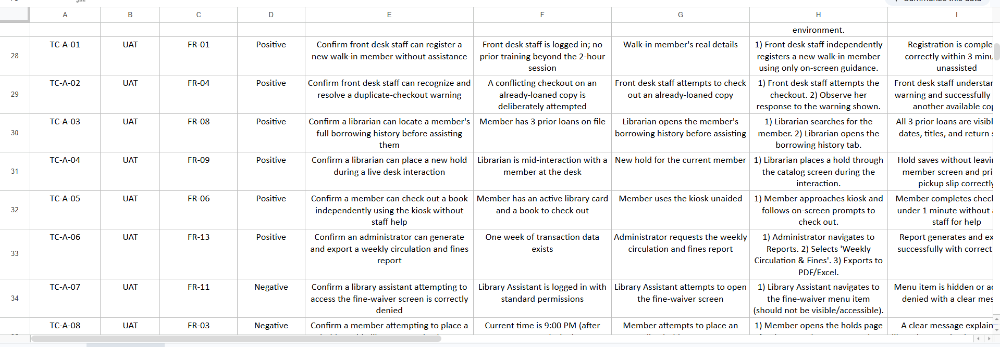 Summarize this data
A B C D E F G H I
environment.
28 TC-A-01 UAT FR-01 Positive Confirm front desk staff can register a Front desk staff is logged in; no Walk-in member's real details 1) Front desk staff independently Registration is
new walk-in member without assistance prior training beyond the 2-hour registers a new walk-in member correctly within 3
session using only on-screen guidance. unassisted
29 TC-A-02 UAT FR-04 Positive Confirm front desk staff can recognize and A conflicting checkout on an Front desk staff attempts to check 1) Front desk staff attempts the Front desk staff
resolve a duplicate-checkout warning already-loaned copy is out an already-loaned copy checkout. 2) Observe her warning and successfully
deliberately attempted response to the warning shown. another available
30 TC-A-03 UAT FR-08 Positive Confirm a librarian can locate a member's Member has 3 prior loans on file Librarian opens the member's 1) Librarian searches for the All 3 prior loans are
full borrowing history before assisting borrowing history before assisting member. 2) Librarian opens the dates, titles, and return
them borrowing history tab.
31 TC-A-04 UAT FR-09 Positive Confirm a librarian can place a new hold Librarian is mid-interaction with a New hold for the current member 1) Librarian places a hold through Hold saves without
during a live desk interaction member at the desk the catalog screen during the member screen and
interaction. pickup slip correctly
32 TC-A-05 UAT FR-06 Positive Confirm a member can check out a book Member has an active library card Member uses the kiosk unaided 1) Member approaches kiosk and Member completes
independently using the kiosk without and a book to check out follows on-screen prompts to under 1 minute without
staff help check out. staff for help
33 TC-A-06 UAT FR-13 Positive Confirm an administrator can generate One week of transaction data Administrator requests the weekly 1) Administrator navigates to Report generates and
and export a weekly circulation and fines exists circulation and fines report Reports. 2) Selects 'Weekly successfully with
report Circulation & Fines'. 3) Exports to
PDF/Excel.
34 TC-A-07 UAT FR-11 Negative Confirm a library assistant attempting to Library Assistant is logged in with Library Assistant attempts to open 1) Library Assistant navigates to Menu item is hidden or
access the fine-waiver screen is correctly standard permissions the fine-waiver screen the fine-waiver menu item denied with a clear
denied (should not be visible/accessible).
TC-A-08 UAT FR-03 Negative Confirm a member attempting to place a Current time is 9:00 PM (after Member attempts to place an 1) Member opens the holds page A clear message